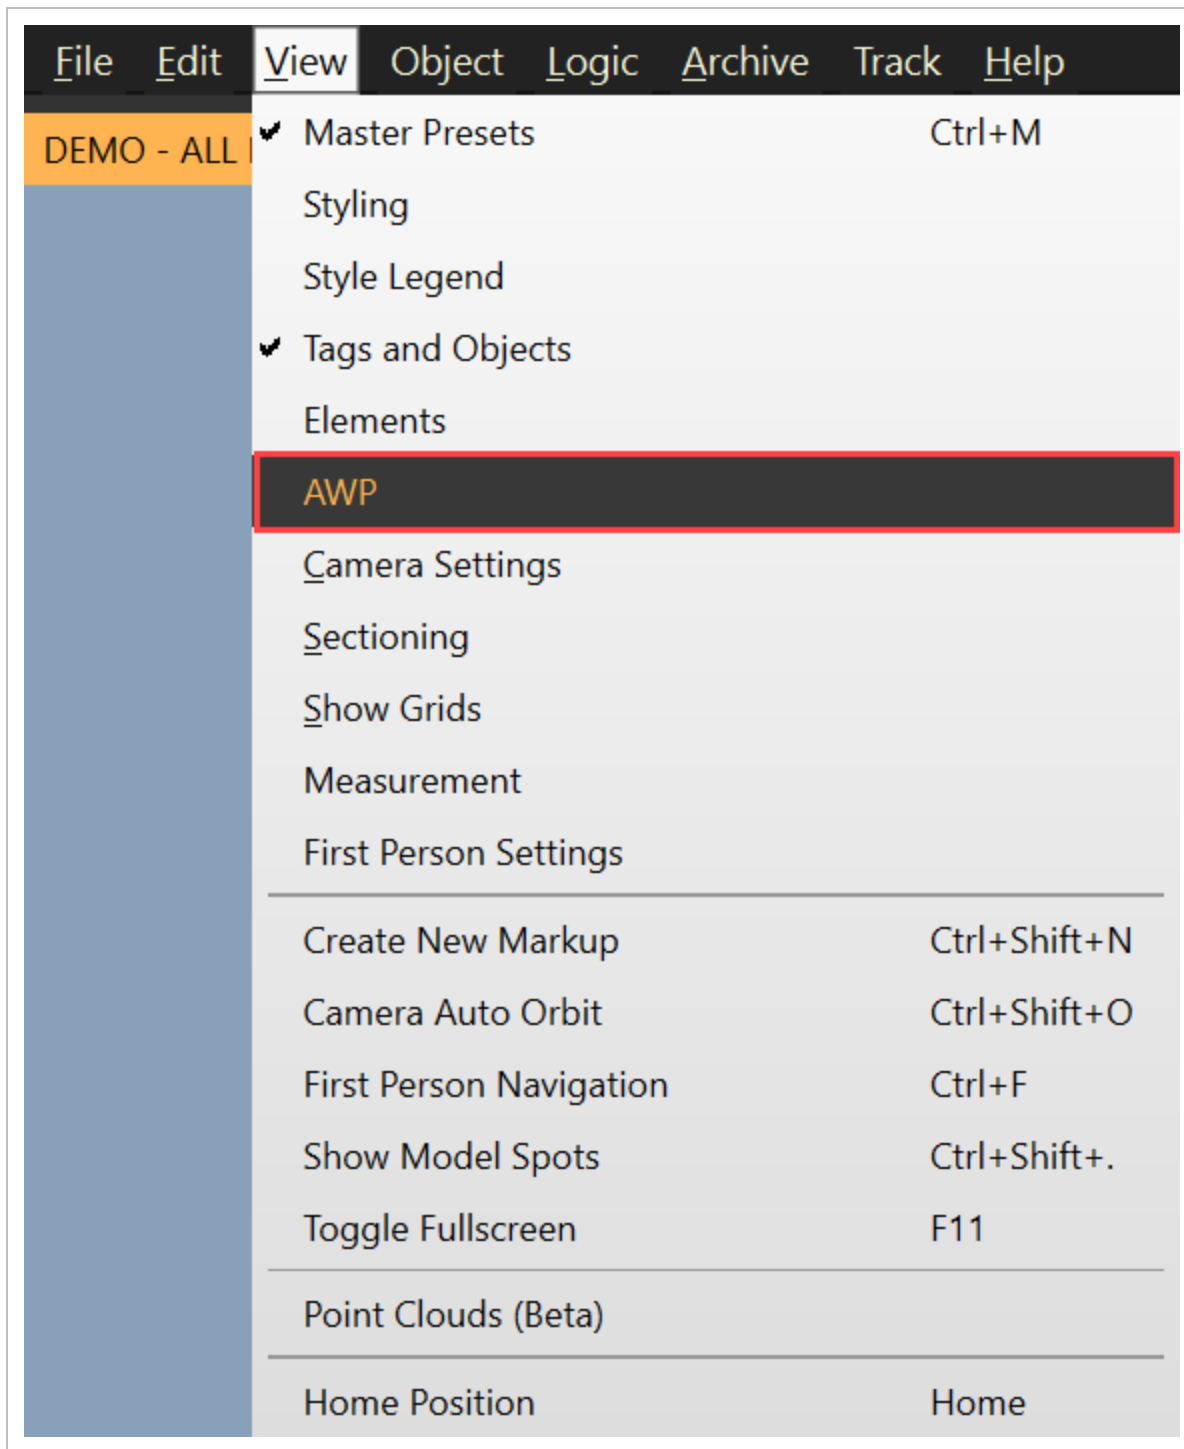 File Edit View Object Logic Archive Track Help
DEMO - ALL
Master Presets Ctrl+M
Styling
Style Legend
Tags and Objects
Elements
AWP
Camera Settings
Sectioning
Show Grids
Measurement
First Person Settings
Create New Markup Ctrl+Shift+N
Camera Auto Orbit Ctrl+Shift+O
First Person Navigation Ctrl+F
Show Model Spots Ctrl+Shift+.
Toggle Fullscreen F11
Point Clouds (Beta)
Home Position Home